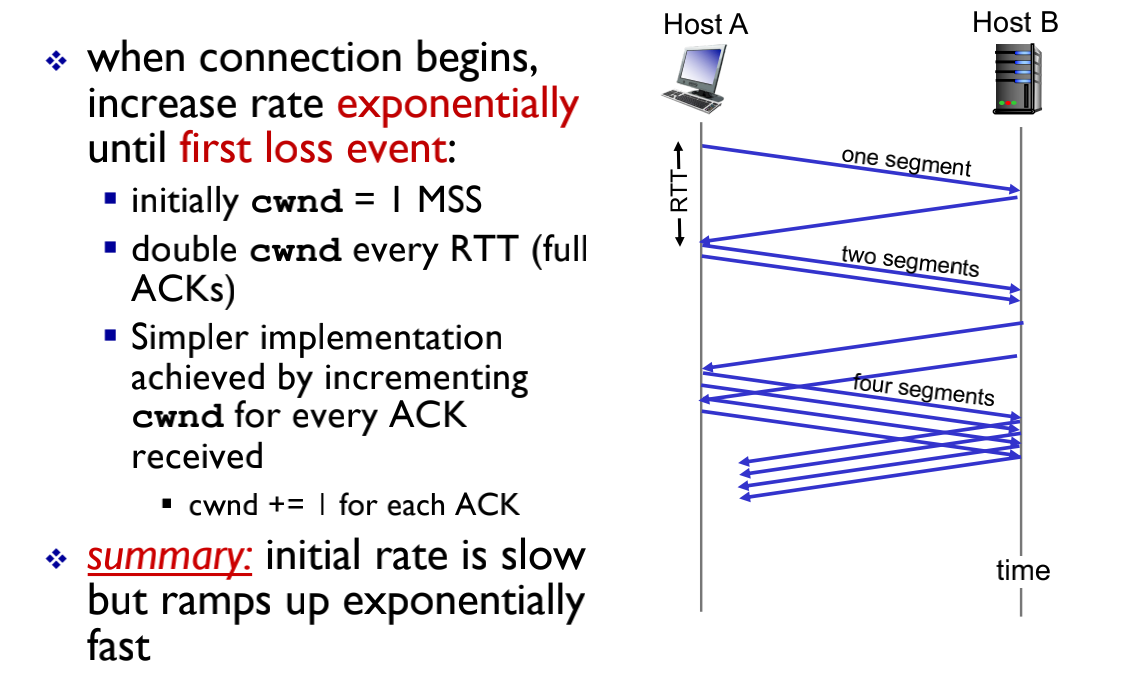 when connection begins,
increase rate exponentially
until first loss event:
initially cwnd = 1 MSS
double cwnd every RTT (full
ACKs)
Simpler implementation
achieved by incrementing
cwnd for every ACK
received
cwnd += 1 for each ACK
summary: initial rate is slow
but ramps up exponentially
fast
Host A
Host B
RTT
one segment
two segments
four segments
time